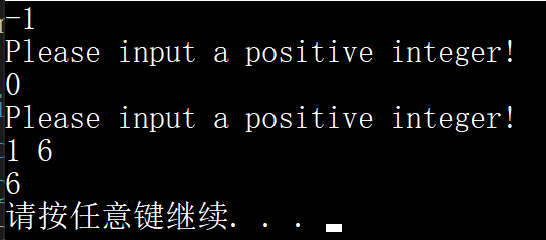 -1
Please input a positive integer!
0
Please input a positive integer!
1 6
6
请按任意键继续. . .